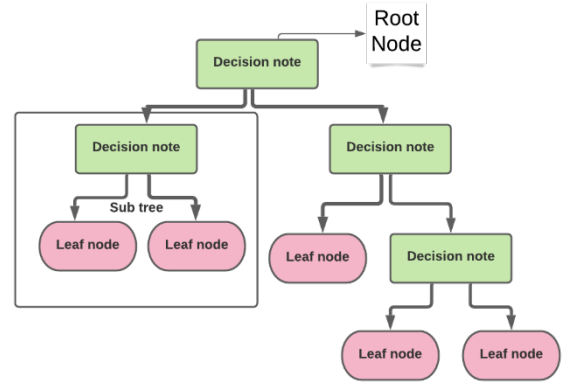 Root
Node
Decision note
Decision note
Decision note
Sub tree
Leaf node
Leaf node
Leaf node
Decision note
Leaf node
Leaf node